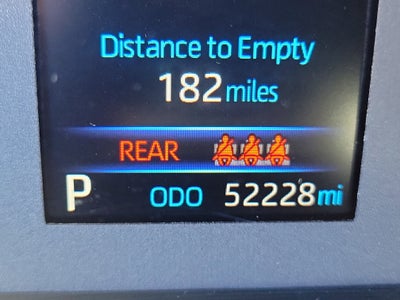 Distance to Empty
182 miles
REAR
P ODO 52228 mi